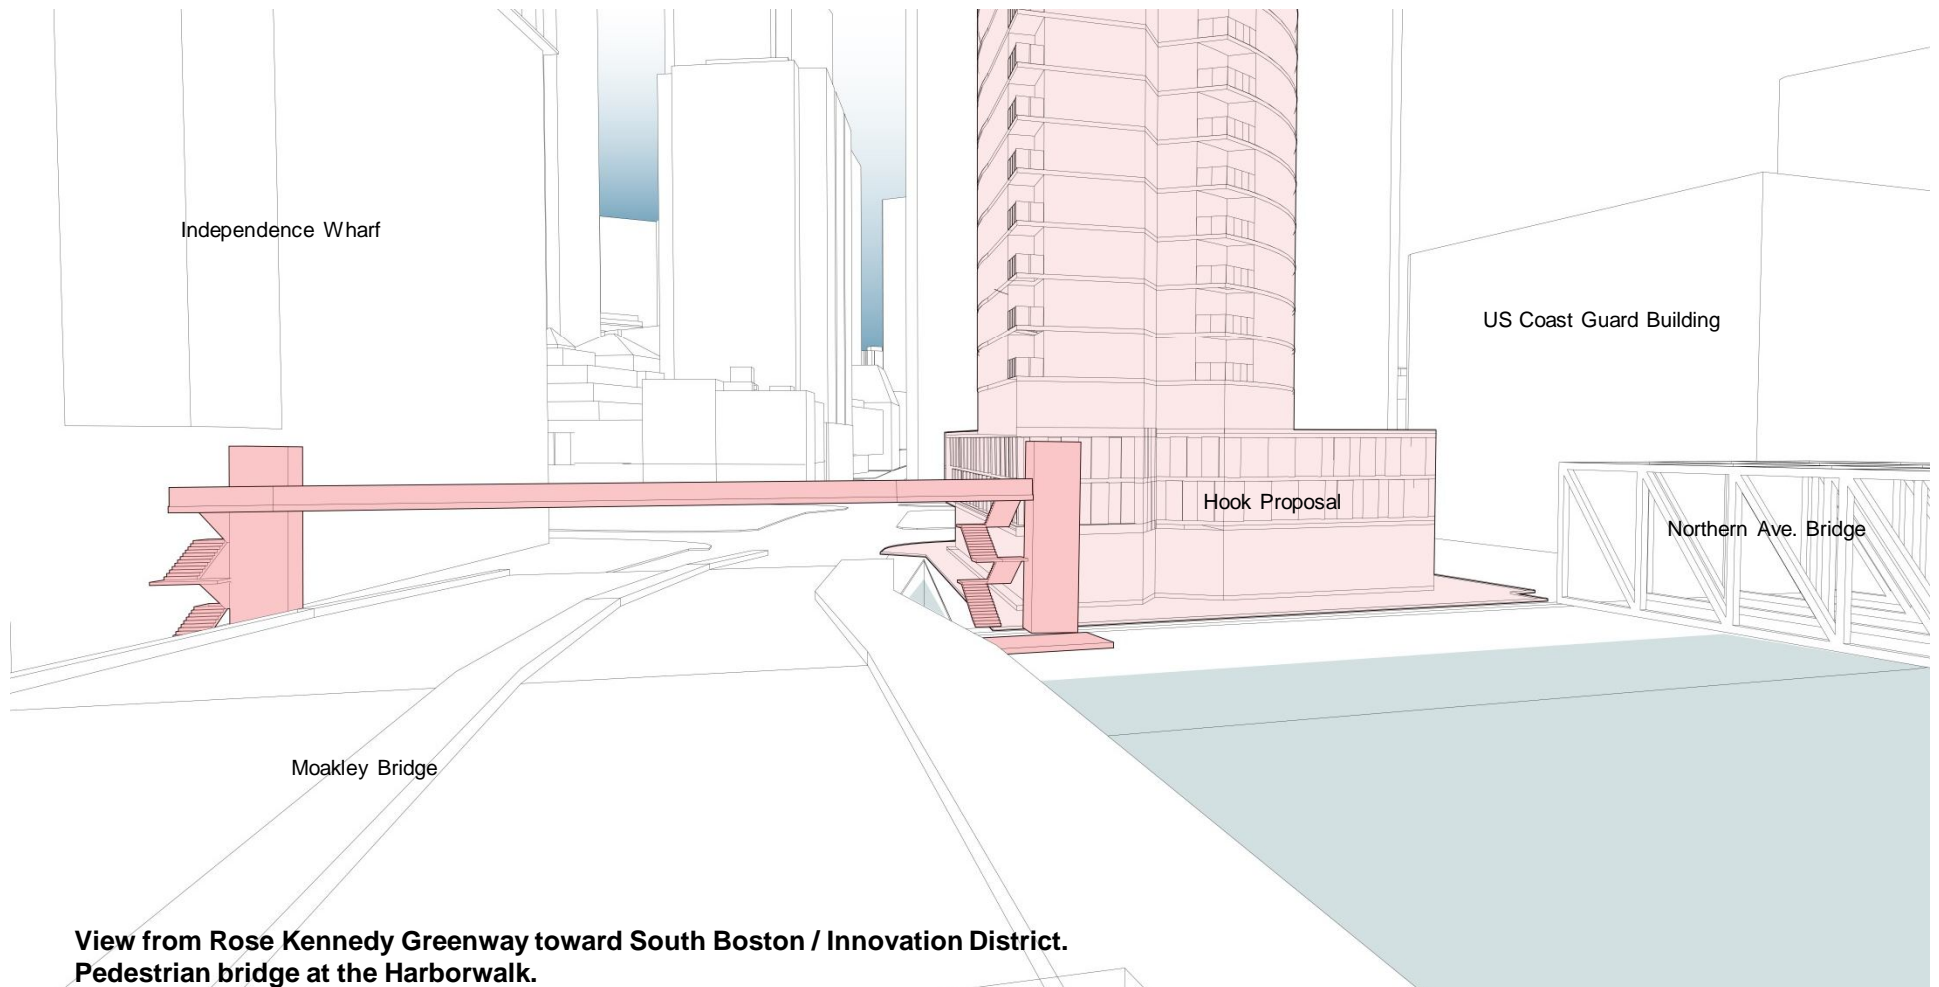 Independence Wharf
US Coast Guard Building
Hook Proposal
Northern Ave. Bridge
Moakley Bridge
View from Rose Kennedy Greenway toward South Boston / Innovation District.
Pedestrian bridge at the Harborwalk.